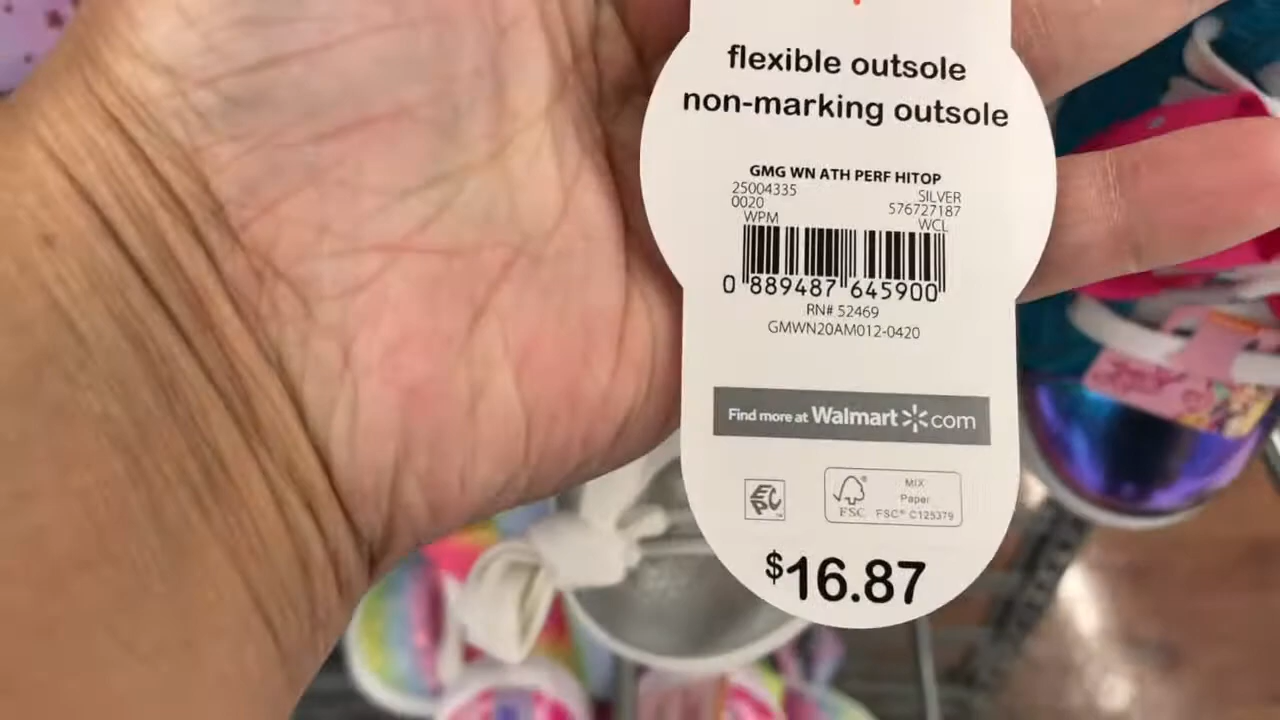 flexible outsole
non-marking outsole
GMG WN ATH PERF HITOP
25004335 SILVER
0020 576727187
WPM WCL
0 889487 645900
RN# 52469
GMWN20AM012-0420
Find more at Walmart com
EPC™
MIX
Paper
FSC® FSC® C125379
$16.87